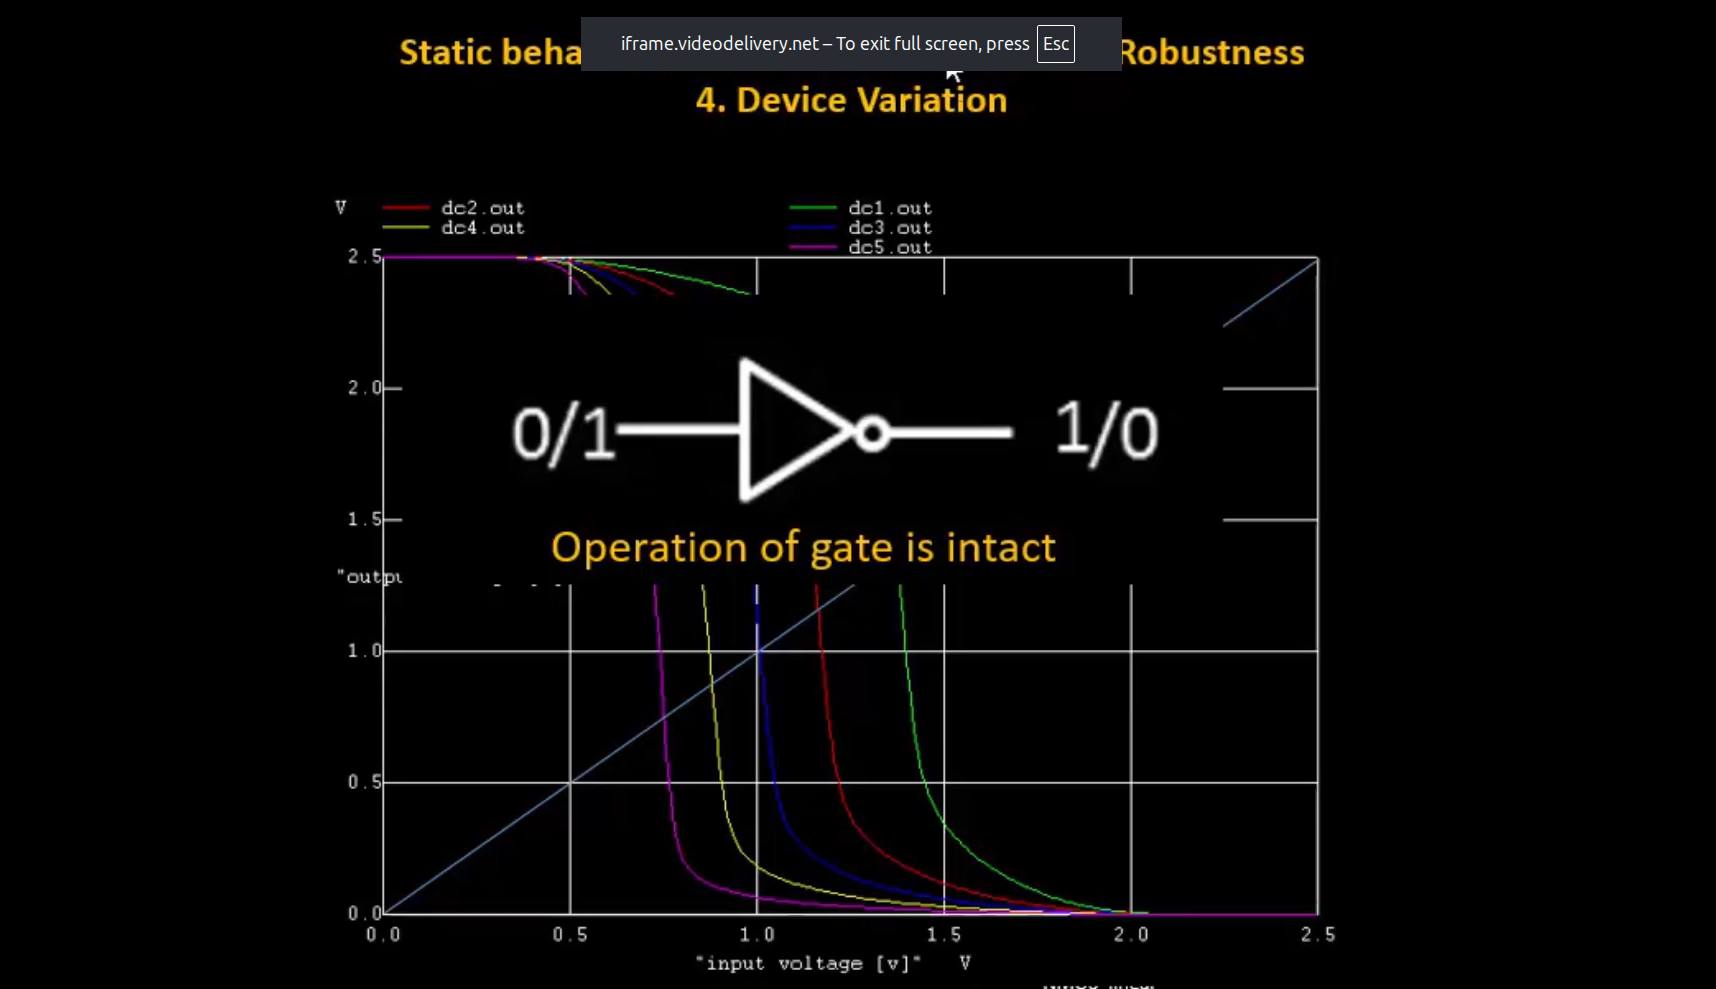 iframe.videodelivery.net – To exit full screen, press Esc
Static beha Robustness
4. Device Variation
V dc2.out dc1.out
dc4.out dc3.out
dc5.out
2.5
2.0
0/1 1/0
1.5
Operation of gate is intact
"outpu
1.0
0.5
0.0
0.0 0.5 1.0 1.5 2.0 2.5
"input voltage [v]" V